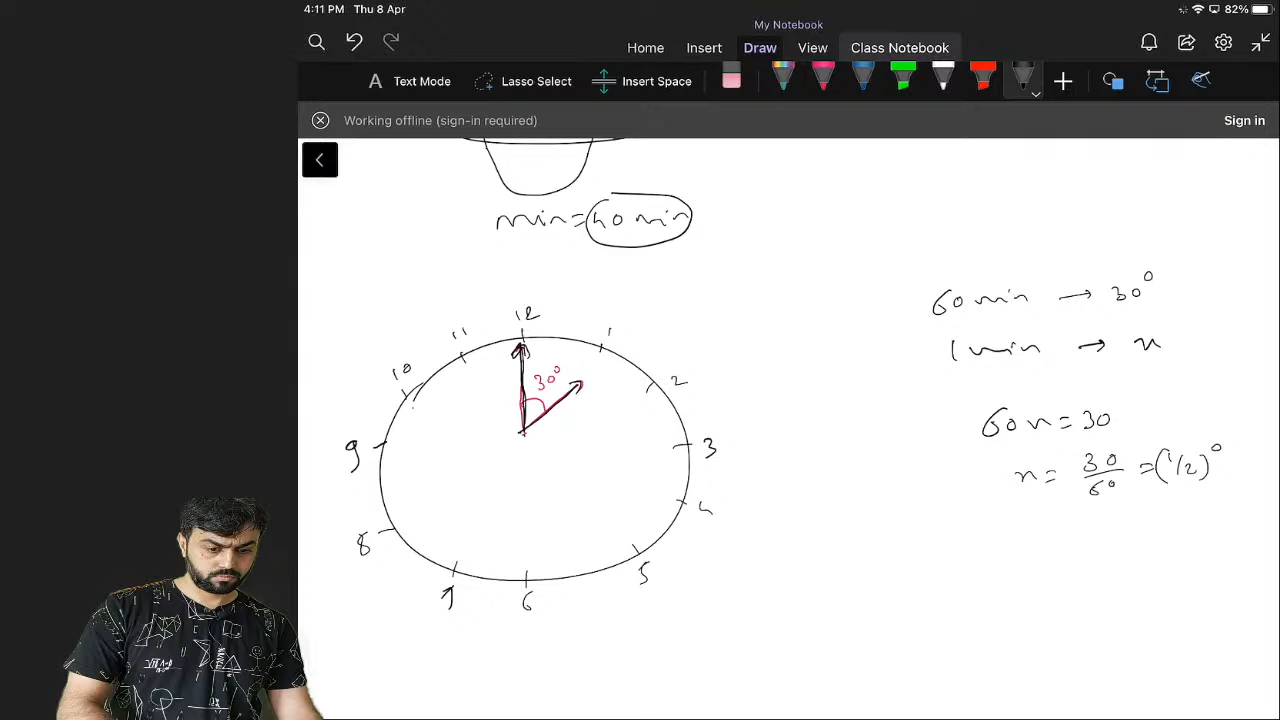 4:11 PM Thu 8 Apr
82%
My Notebook
Home Insert Draw View Class Notebook
Text Mode Lasso Select Insert Space
Working offline (sign-in required) Sign in
min = 40 min
12
11
1
10
2
30°
9
3
4
8
5
7
6
60 min → 30°
1 min → x
60x = 30
x = 30/60 = (1/2)°